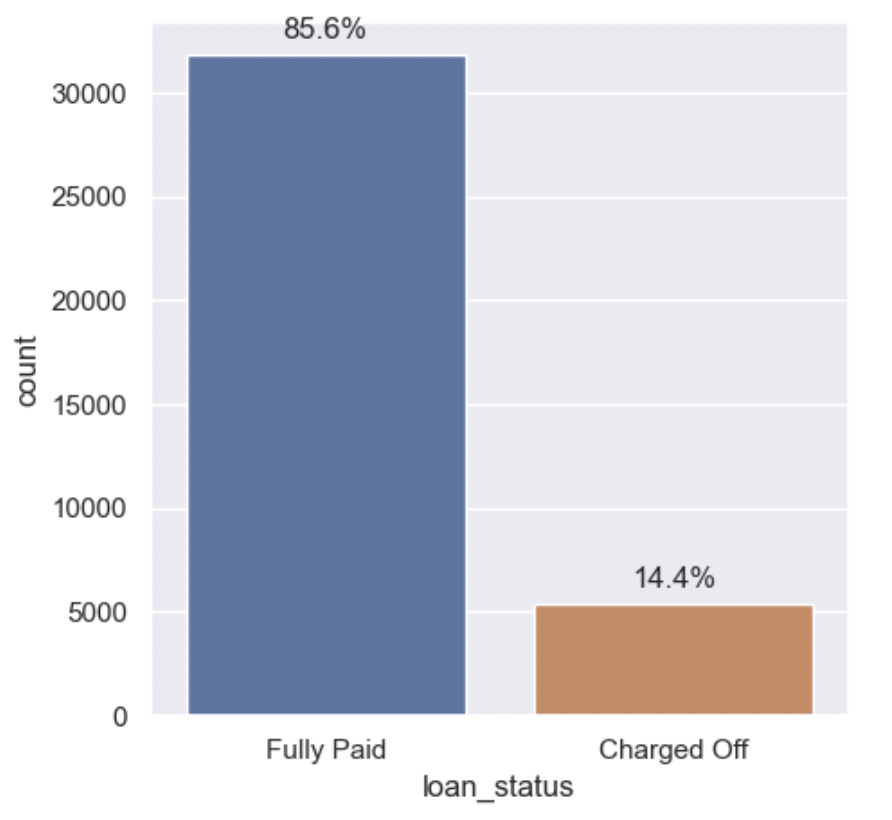 85.6%
30000
25000
20000
count
15000
10000
14.4%
5000
0
Fully Paid
Charged Off
loan_status